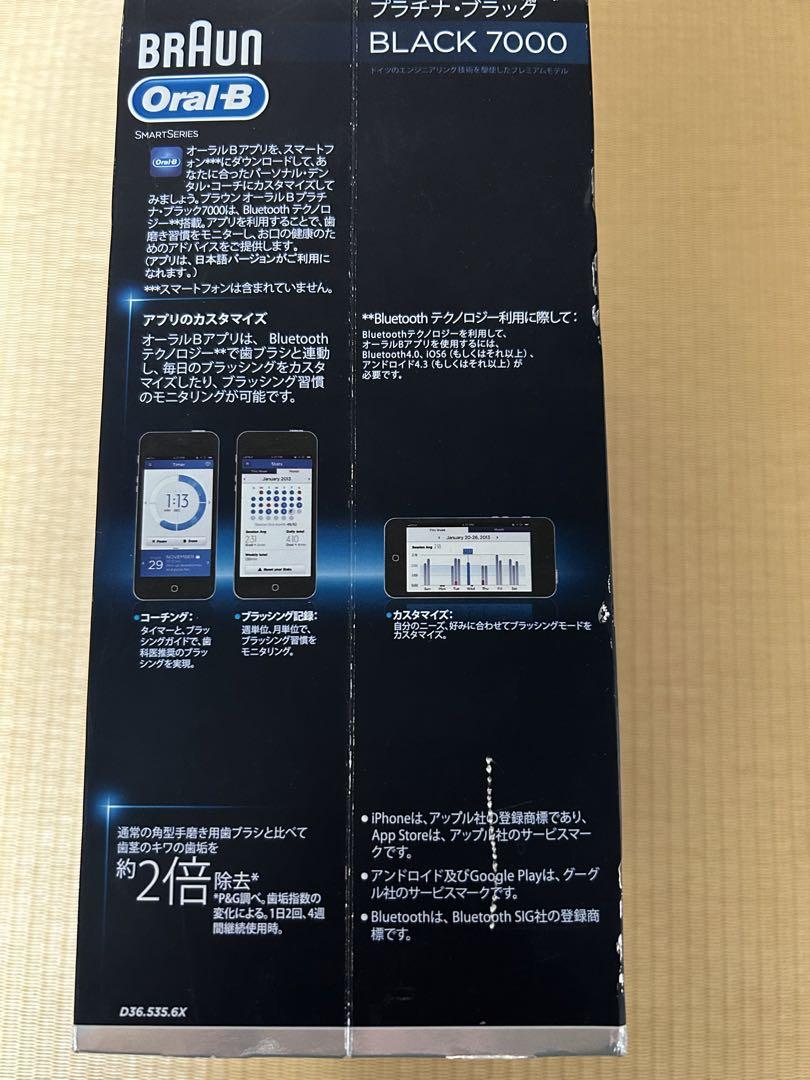 BRAUN
Oral-B
SMARTSERIES
オーラルBアプリを、スマートフ
ォン***にダウンロードして、あ
なたに合ったパーソナル・デン
タル・コーチにカスタマイズして
みましょう。ブラウン オーラルB プラチ
ナ・ブラック7000は、Bluetooth テクノロ
ジー**搭載。アプリを利用することで、歯
磨き習慣をモニターし、お口の健康のた
めのアドバイスをご提供します。
(アプリは、日本語バージョンがご利用に
なれます。)
***スマートフォンは含まれていません。
アプリのカスタマイズ
オーラルBアプリは、 Bluetooth
テクノロジー**で歯ブラシと連動
し、毎日のブラッシングをカスタ
マイズしたり、ブラッシング習慣
のモニタリングが可能です。
Timer
1:13
NOVEMBER
29
Stats
January 2013
231
410
•コーチング:
タイマーと、ブラッ
シングガイドで、歯
科医推奨のブラッ
シングを実現。
•ブラッシング記録:
週単位、月単位で、
ブラッシング習慣を
モニタリング。
通常の角型手磨き用歯ブラシと比べて
歯茎のキワの歯垢を
約2倍除去*
*P&G調べ。歯垢指数の
変化による。1日2回、4週
間継続使用時。
D36.535.6X
プラチナ・ブラック
BLACK 7000
ドイツのエンジニアリング技術を駆使したプレミアムモデル
**Bluetooth テクノロジー利用に際して:
Bluetoothテクノロジーを利用して、
オーラルBアプリを使用するには、
Bluetooth4.0、iOS6 (もしくはそれ以上) 、
アンドロイド4.3 (もしくはそれ以上) が
必要です。
January 20-26, 2013
Sun Mon Tue Wed Thu Fri Sat
•カスタマイズ:
自分のニーズ、好みに合わせてブラッシングモードを
カスタマイズ。
• iPhoneは、アップル社の登録商標であり、
App Storeは、アップル社のサービスマー
クです。
• アンドロイド及びGoogle Playは、グーグ
ル社のサービスマークです。
• Bluetoothは、Bluetooth SIG社の登録商
標です。